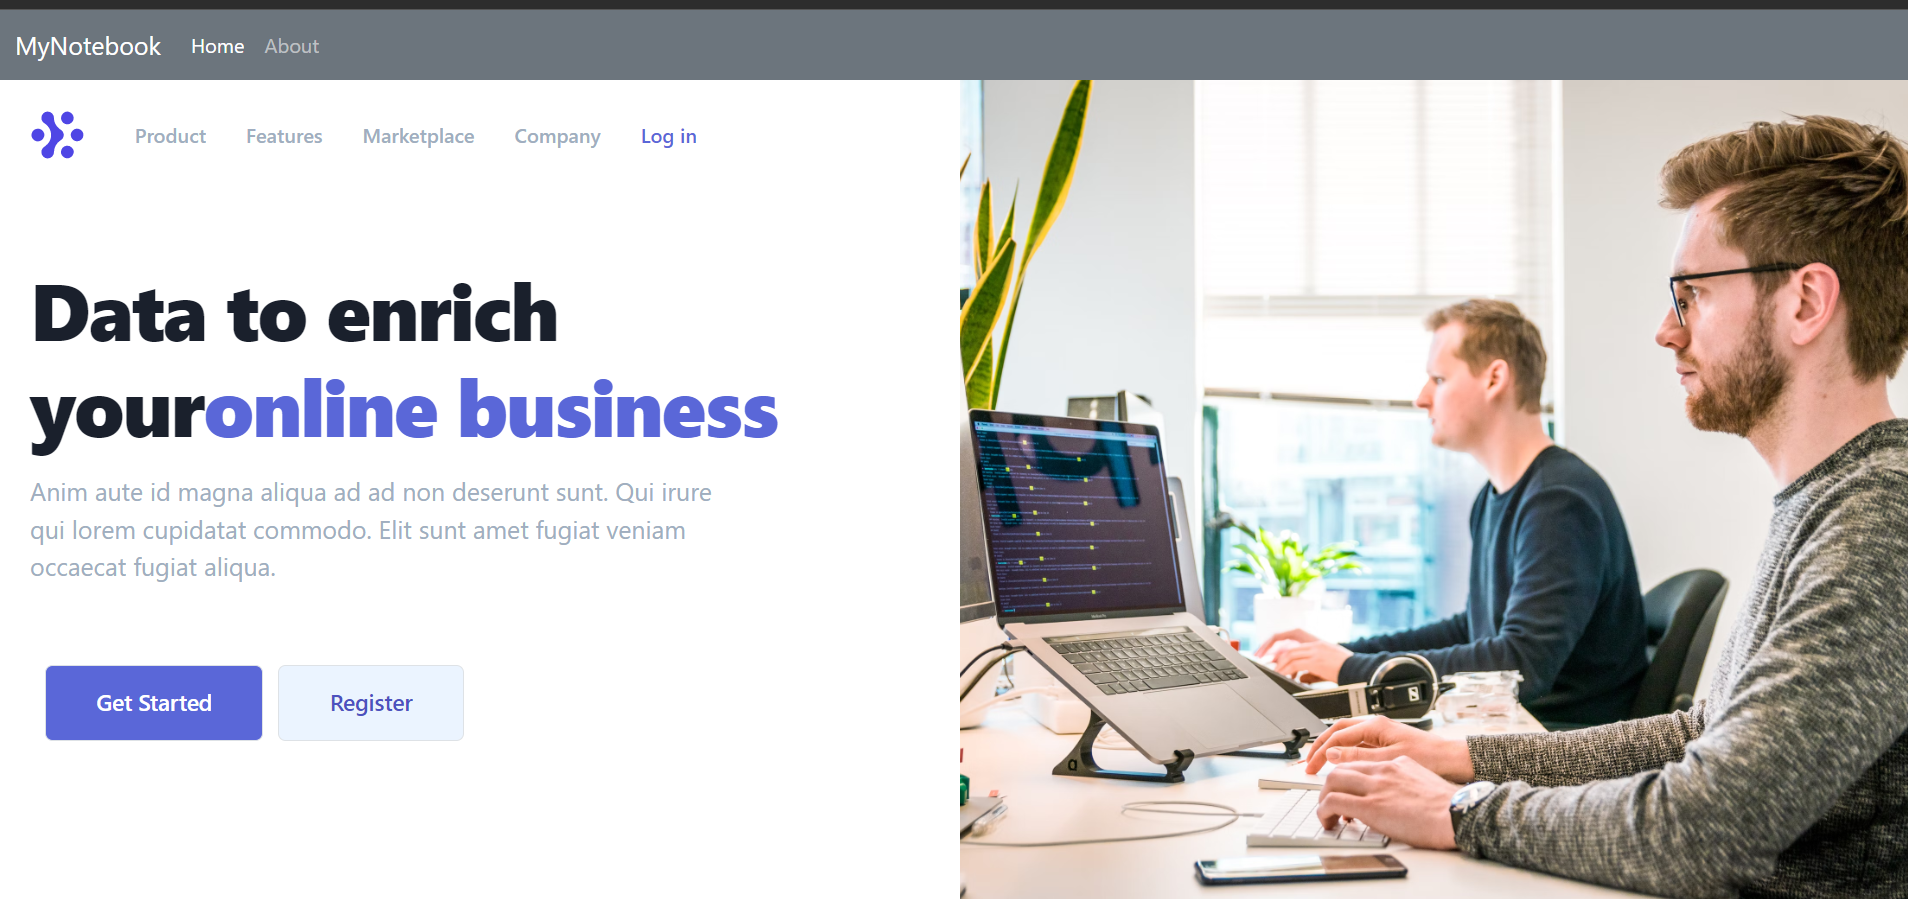 MyNotebook Home About
Product Features Marketplace Company Log in
Data to enrich
youronline business
Anim aute id magna aliqua ad ad non deserunt sunt. Qui irure
qui lorem cupidatat commodo. Elit sunt amet fugiat veniam
occaecat fugiat aliqua.
Get Started Register